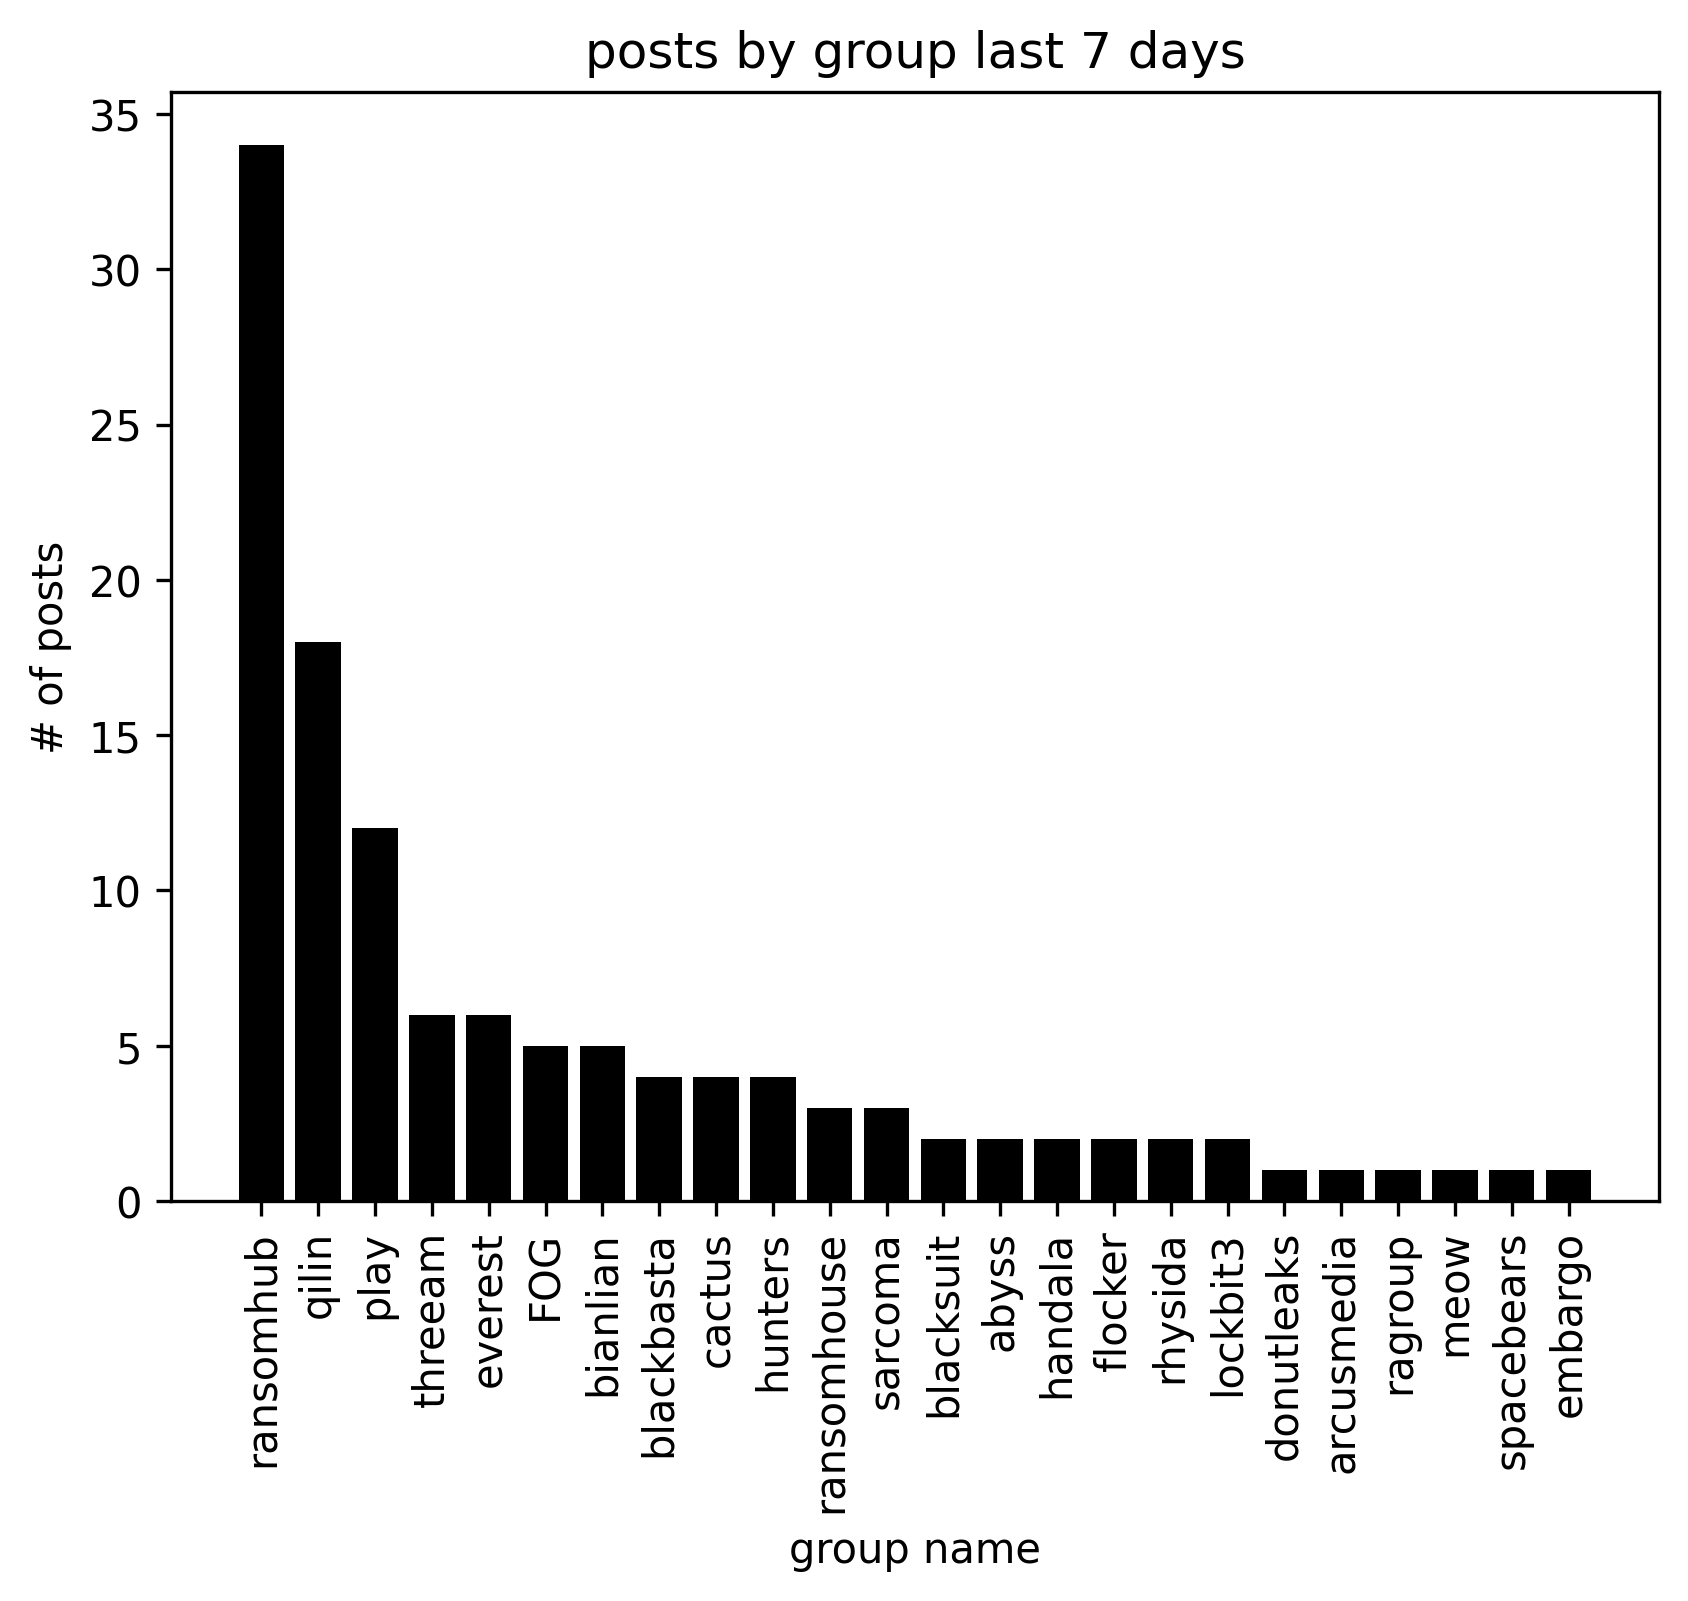 posts by group last 7 days
# of posts
35
30
25
20
15
10
5
0
ransomhub
qilin
play
threeam
everest
FOG
bianlian
blackbasta
cactus
hunters
ransomhouse
sarcoma
blacksuit
abyss
handala
flocker
rhysida
lockbit3
donutleaks
arcusmedia
ragroup
meow
spacebears
embargo
group name